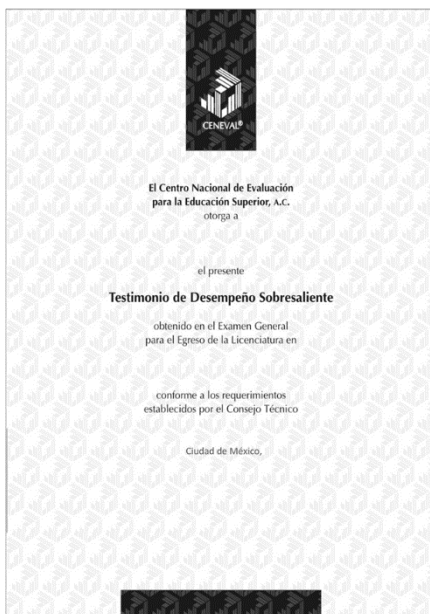 CENEVAL®
El Centro Nacional de Evaluación
para la Educación Superior, A.C.
otorga a
el presente
Testimonio de Desempeño Sobresaliente
obtenido en el Examen General
para el Egreso de la Licenciatura en
conforme a los requerimientos
establecidos por el Consejo Técnico
Ciudad de México,